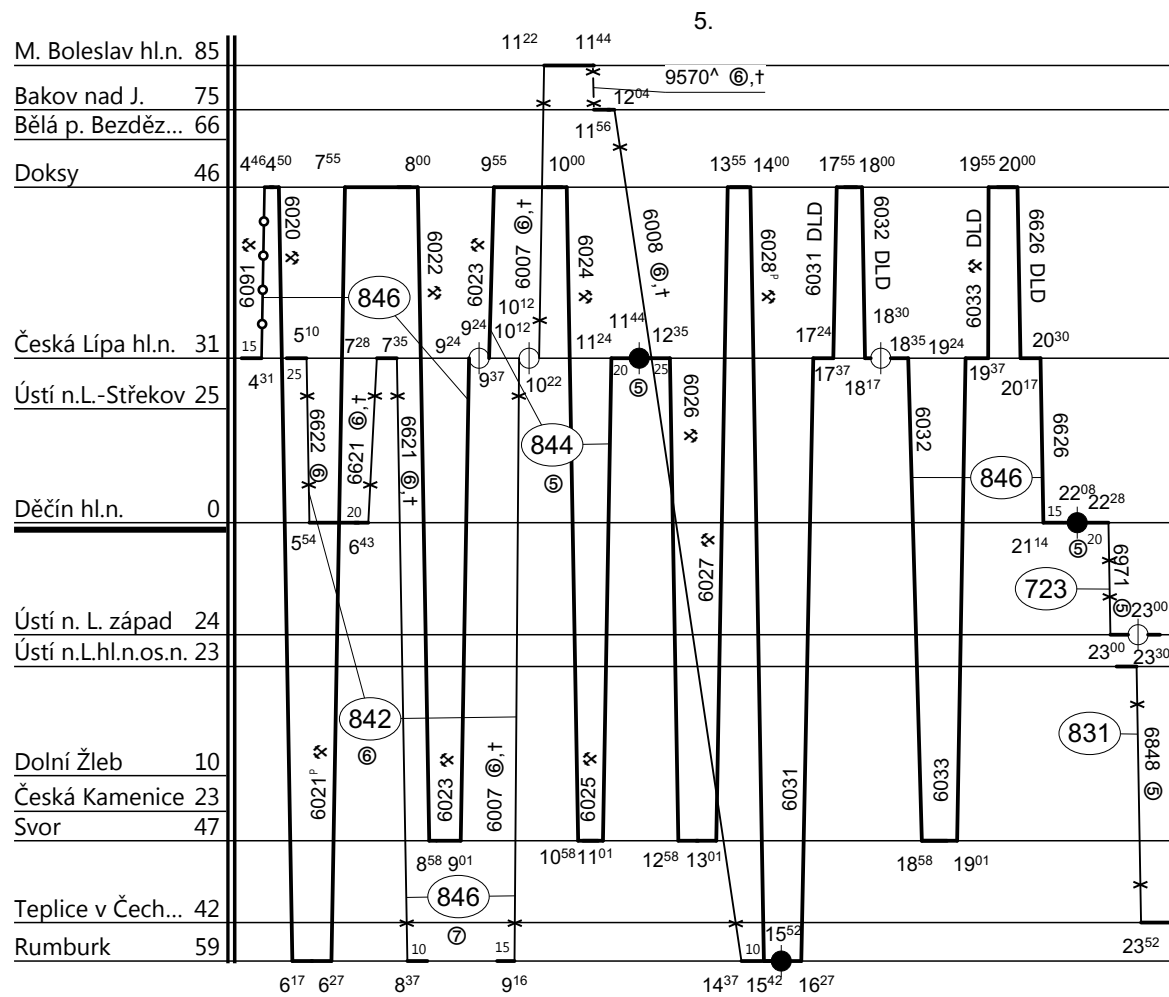 5.
M. Boleslav hl.n. 85
11²² 11⁴⁴
9570^ ⑥,†
Bakov nad J. 75
12⁰⁴
Bělá p. Bezděz... 66
11⁵⁶
4⁴⁶ 4⁵⁰ 7⁵⁵ 8⁰⁰ 9⁵⁵ 10⁰⁰ 13⁵⁵ 14⁰⁰ 17⁵⁵ 18⁰⁰ 19⁵⁵ 20⁰⁰
Doksy 46
6091 ⚒
6020 ⚒
6022 ⚒
6023 ⚒
6007 ⑥,†
6024 ⚒
6008 ⑥,†
6028ᵖ ⚒
6031 DLD
6032 DLD
6033 ⚒ DLD
6626 DLD
846
Česká Lípa hl.n. 31
15 5¹⁰ 7²⁸ 7³⁵ 9²⁴ 9²⁴ 10¹² 10¹² 11²⁴ 11⁴⁴ 12³⁵ 17²⁴ 18³⁰ 18³⁵ 19²⁴ 20³⁰
4³¹ 25 9³⁷ 10²² 20 ⑤ 25 17³⁷ 18¹⁷ 19³⁷ 20¹⁷
Ústí n.L.-Střekov 25
6622 ⑥
6621 ⑥,†
6621 ⑥,†
844
⑤
6026 ⚒
6032
846
6626
Děčín hl.n. 0
20 15 22⁰⁸ 22²⁸
5⁵⁴ 6⁴³ 21¹⁴ ⑤ 20
6027 ⚒
723
6971 ⑤
Ústí n. L. západ 24
23⁰⁰
Ústí n.L.hl.n.os.n. 23
23⁰⁰ 23³⁰
842
⑥
831
6848 ⑤
Dolní Žleb 10
Česká Kamenice 23
Svor 47
6021ᵖ ⚒
6023 ⚒
6007 ⑥,†
6025 ⚒
6031
6033
8⁵⁸ 9⁰¹ 10⁵⁸ 11⁰¹ 12⁵⁸ 13⁰¹ 18⁵⁸ 19⁰¹
846
⑦
Teplice v Čech... 42
Rumburk 59
10 15 10 15⁵² 23⁵²
6¹⁷ 6²⁷ 8³⁷ 9¹⁶ 14³⁷ 15⁴² 16²⁷